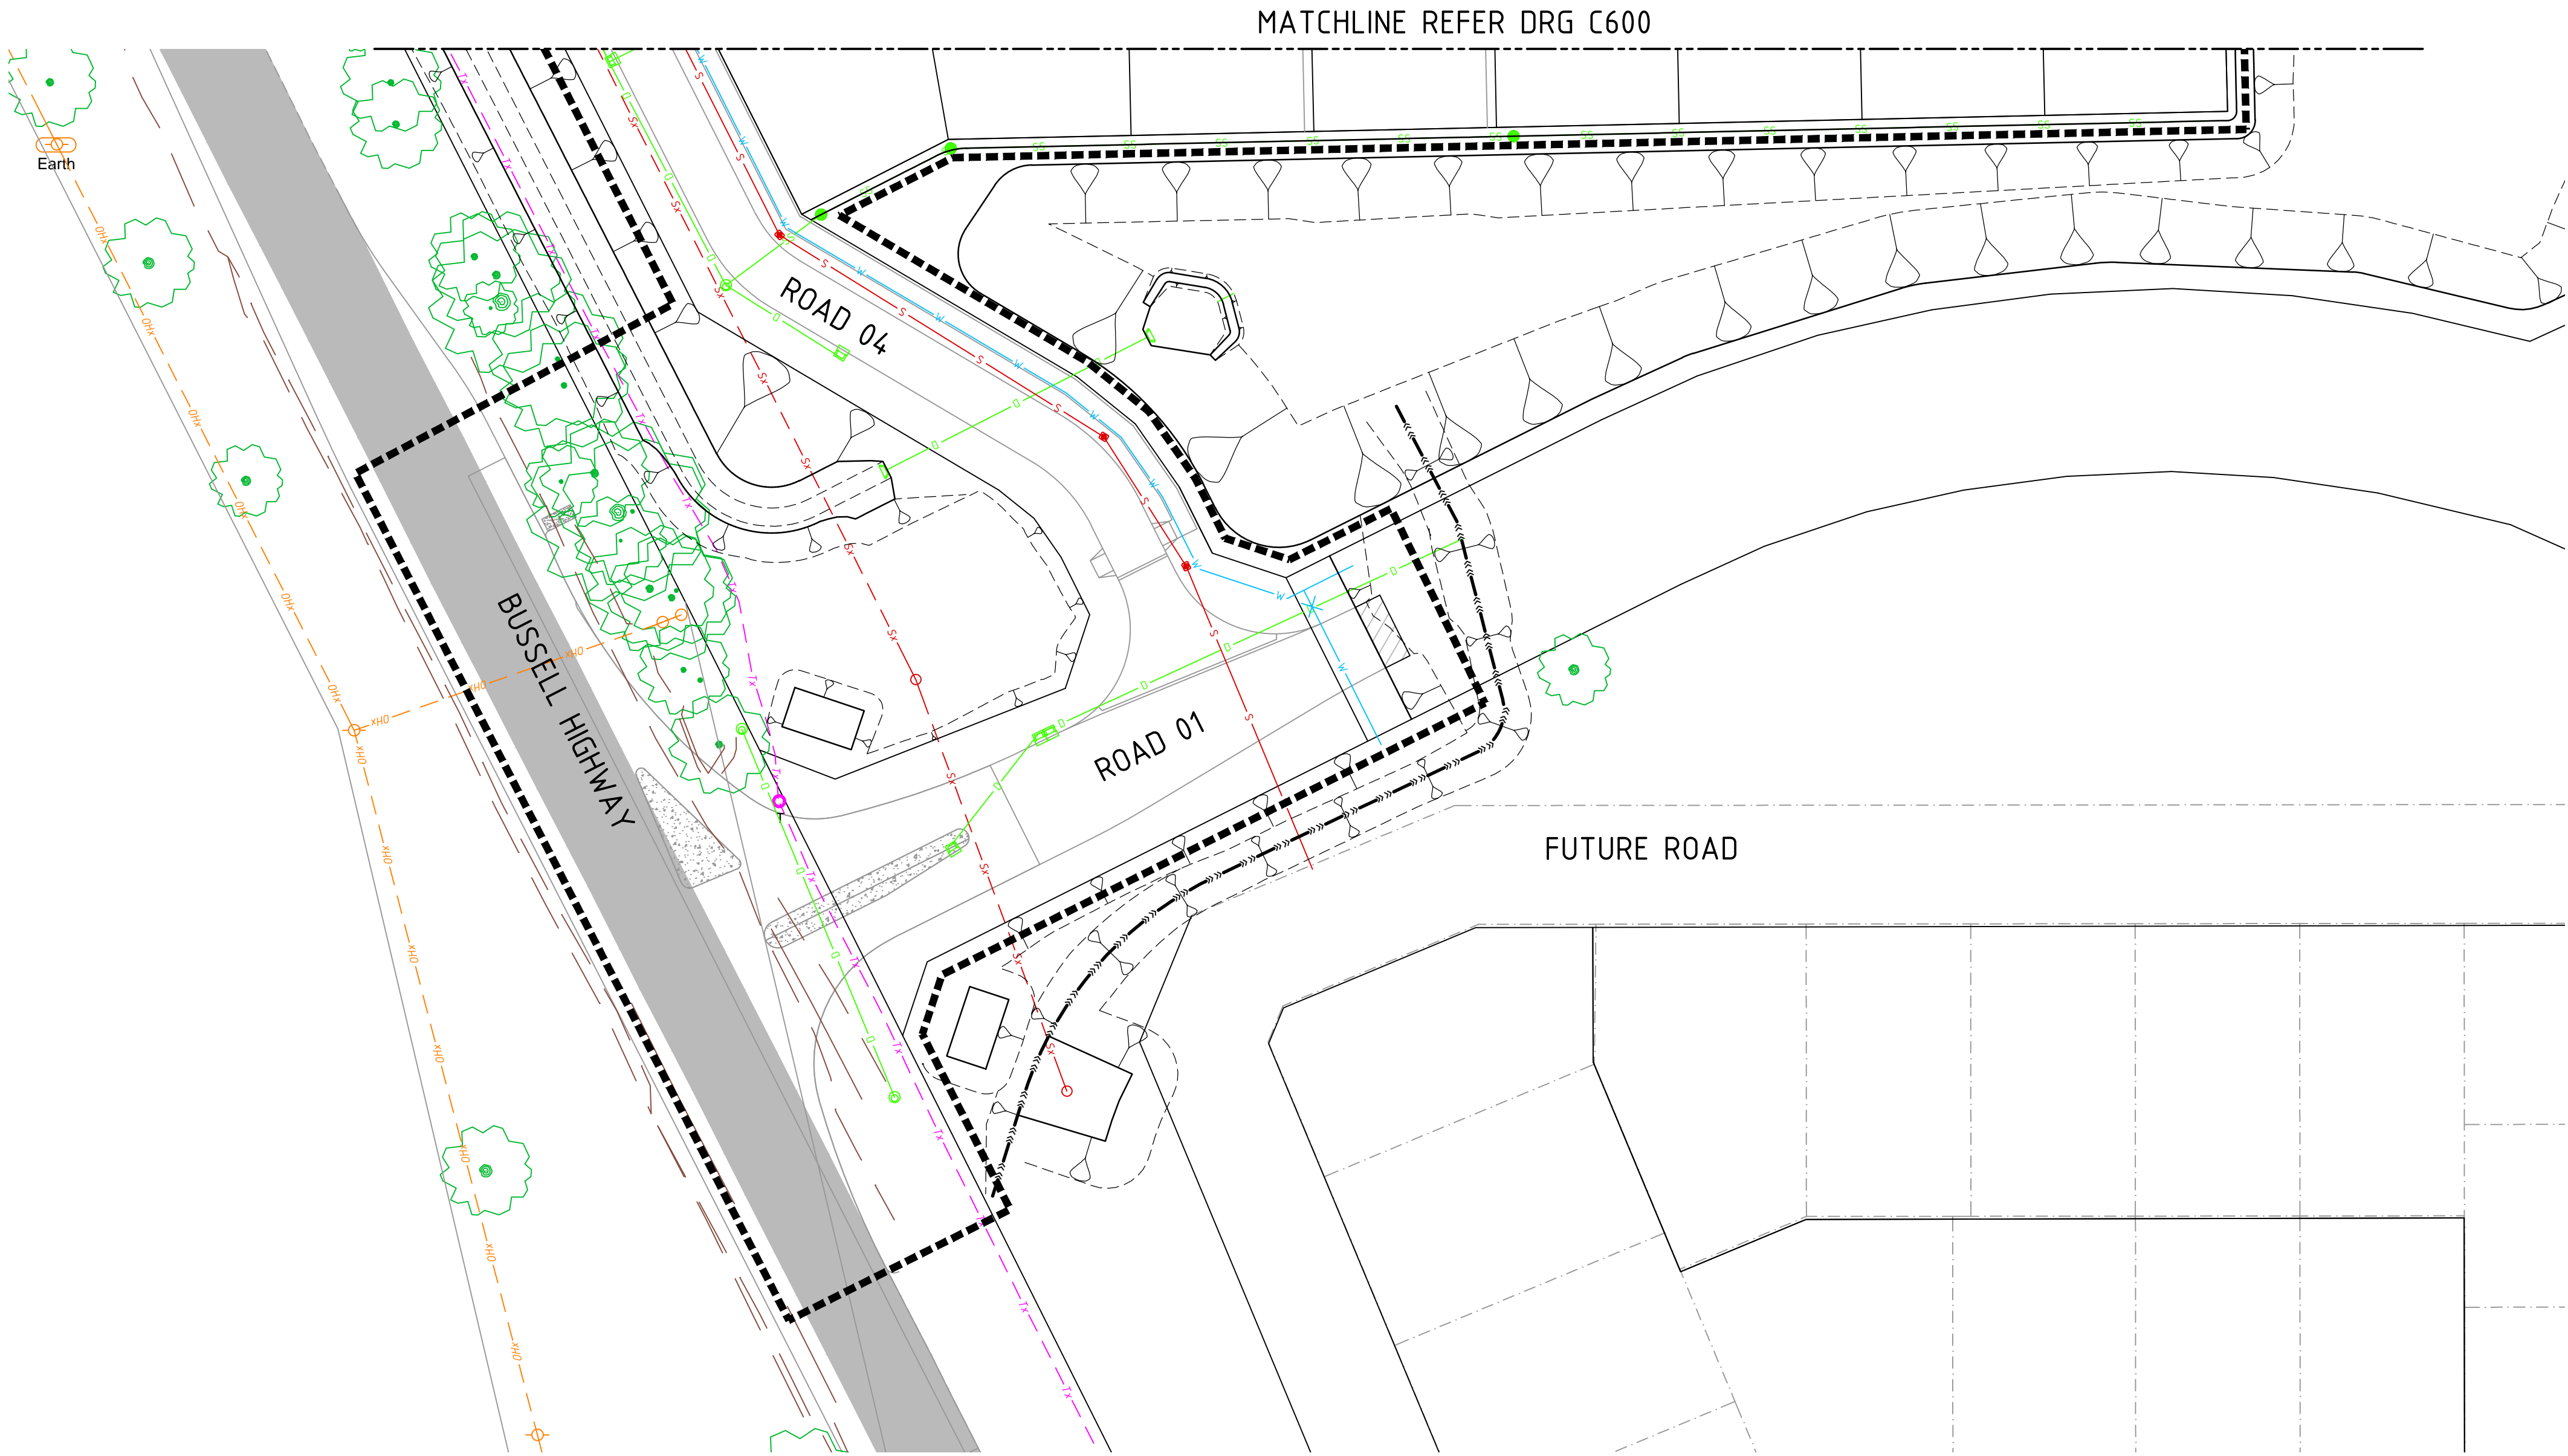 MATCHLINE REFER DRG C600
Earth
ROAD 04
BUSSELL HIGHWAY
ROAD 01
FUTURE ROAD
T